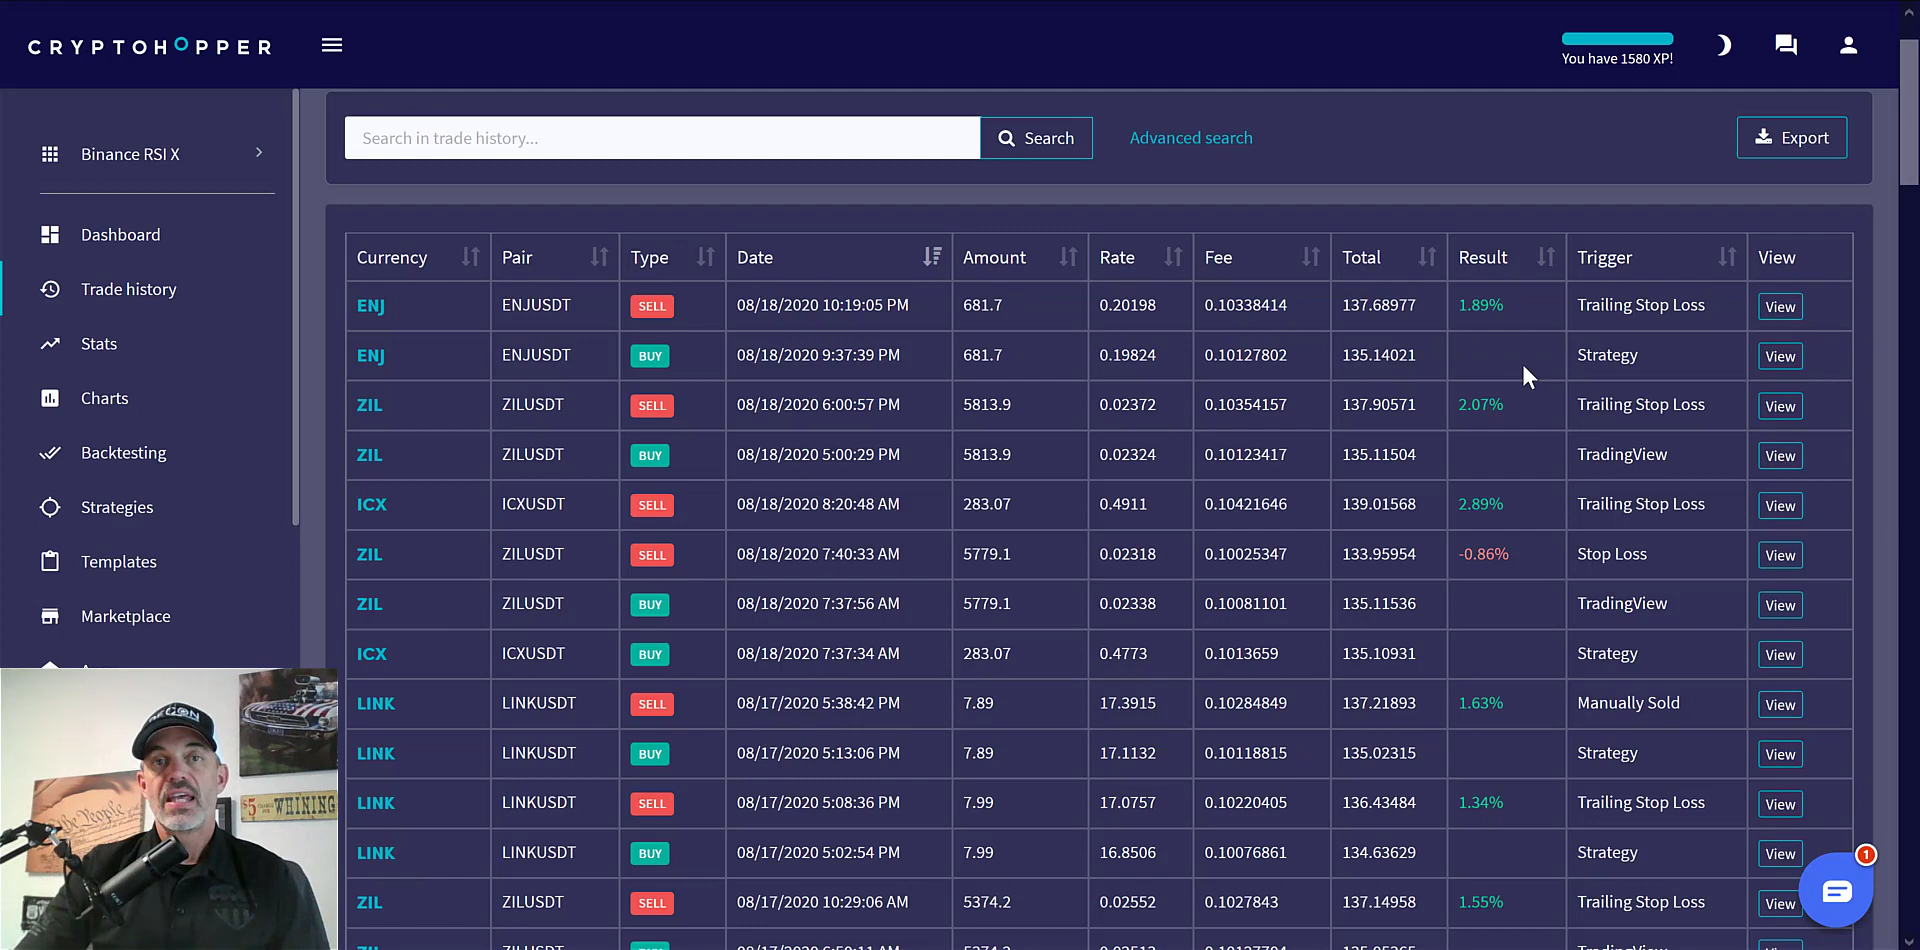 CRYPTOHOPPER
You have 1580 XP!
Binance RSI X
Dashboard
Trade history
Stats
Charts
Backtesting
Strategies
Templates
Marketplace
Search in trade history...
Search
Advanced search
Export
Currency Pair Type Date Amount Rate Fee Total Result Trigger View
ENJ ENJUSDT SELL 08/18/2020 10:19:05 PM 681.7 0.20198 0.10338414 137.68977 1.89% Trailing Stop Loss View
ENJ ENJUSDT BUY 08/18/2020 9:37:39 PM 681.7 0.19824 0.10127802 135.14021 Strategy View
ZIL ZILUSDT SELL 08/18/2020 6:00:57 PM 5813.9 0.02372 0.10354157 137.90571 2.07% Trailing Stop Loss View
ZIL ZILUSDT BUY 08/18/2020 5:00:29 PM 5813.9 0.02324 0.10123417 135.11504 TradingView View
ICX ICXUSDT SELL 08/18/2020 8:20:48 AM 283.07 0.4911 0.10421646 139.01568 2.89% Trailing Stop Loss View
ZIL ZILUSDT SELL 08/18/2020 7:40:33 AM 5779.1 0.02318 0.10025347 133.95954 -0.86% Stop Loss View
ZIL ZILUSDT BUY 08/18/2020 7:37:56 AM 5779.1 0.02338 0.10081101 135.11536 TradingView View
ICX ICXUSDT BUY 08/18/2020 7:37:34 AM 283.07 0.4773 0.1013659 135.10931 Strategy View
LINK LINKUSDT SELL 08/17/2020 5:38:42 PM 7.89 17.3915 0.10284849 137.21893 1.63% Manually Sold View
LINK LINKUSDT BUY 08/17/2020 5:13:06 PM 7.89 17.1132 0.10118815 135.02315 Strategy View
LINK LINKUSDT SELL 08/17/2020 5:08:36 PM 7.99 17.0757 0.10220405 136.43484 1.34% Trailing Stop Loss View
LINK LINKUSDT BUY 08/17/2020 5:02:54 PM 7.99 16.8506 0.10076861 134.63629 Strategy View
ZIL ZILUSDT SELL 08/17/2020 10:29:06 AM 5374.2 0.02552 0.1027843 137.14958 1.55% Trailing Stop Loss View
1
We the People
$5
WHINING